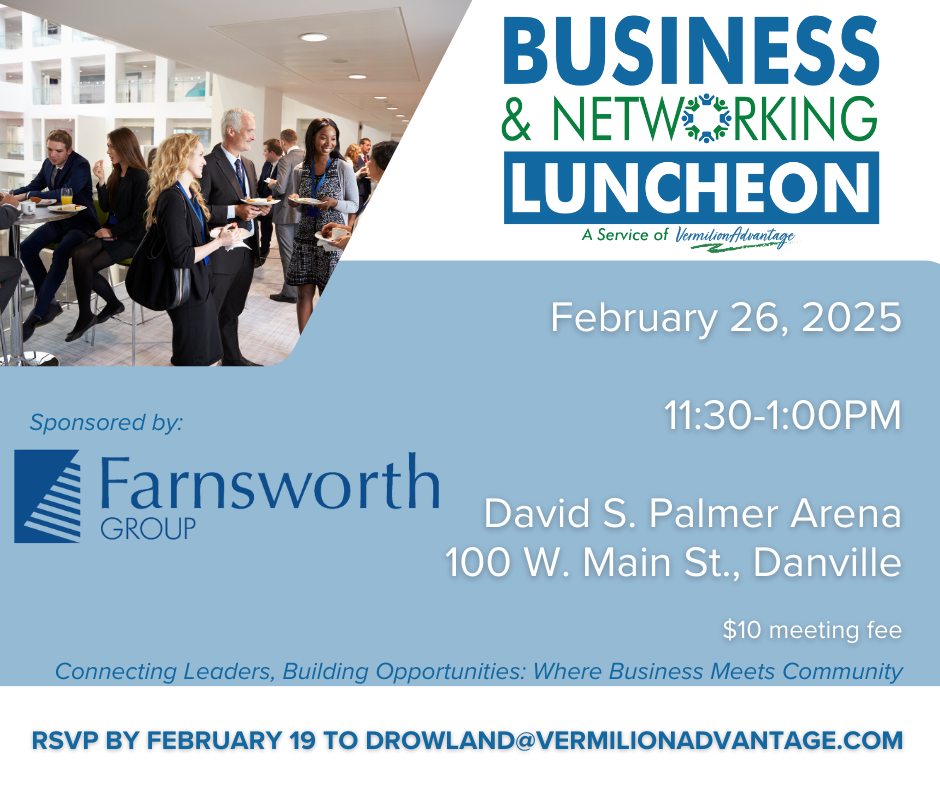 BUSINESS
& NETWORKING
LUNCHEON
A Service of VermilionAdvantage
February 26, 2025
11:30-1:00PM
Sponsored by:
Farnsworth
GROUP
David S. Palmer Arena
100 W. Main St., Danville
$10 meeting fee
Connecting Leaders, Building Opportunities: Where Business Meets Community
RSVP BY FEBRUARY 19 TO DROWLAND@VERMILIONADVANTAGE.COM